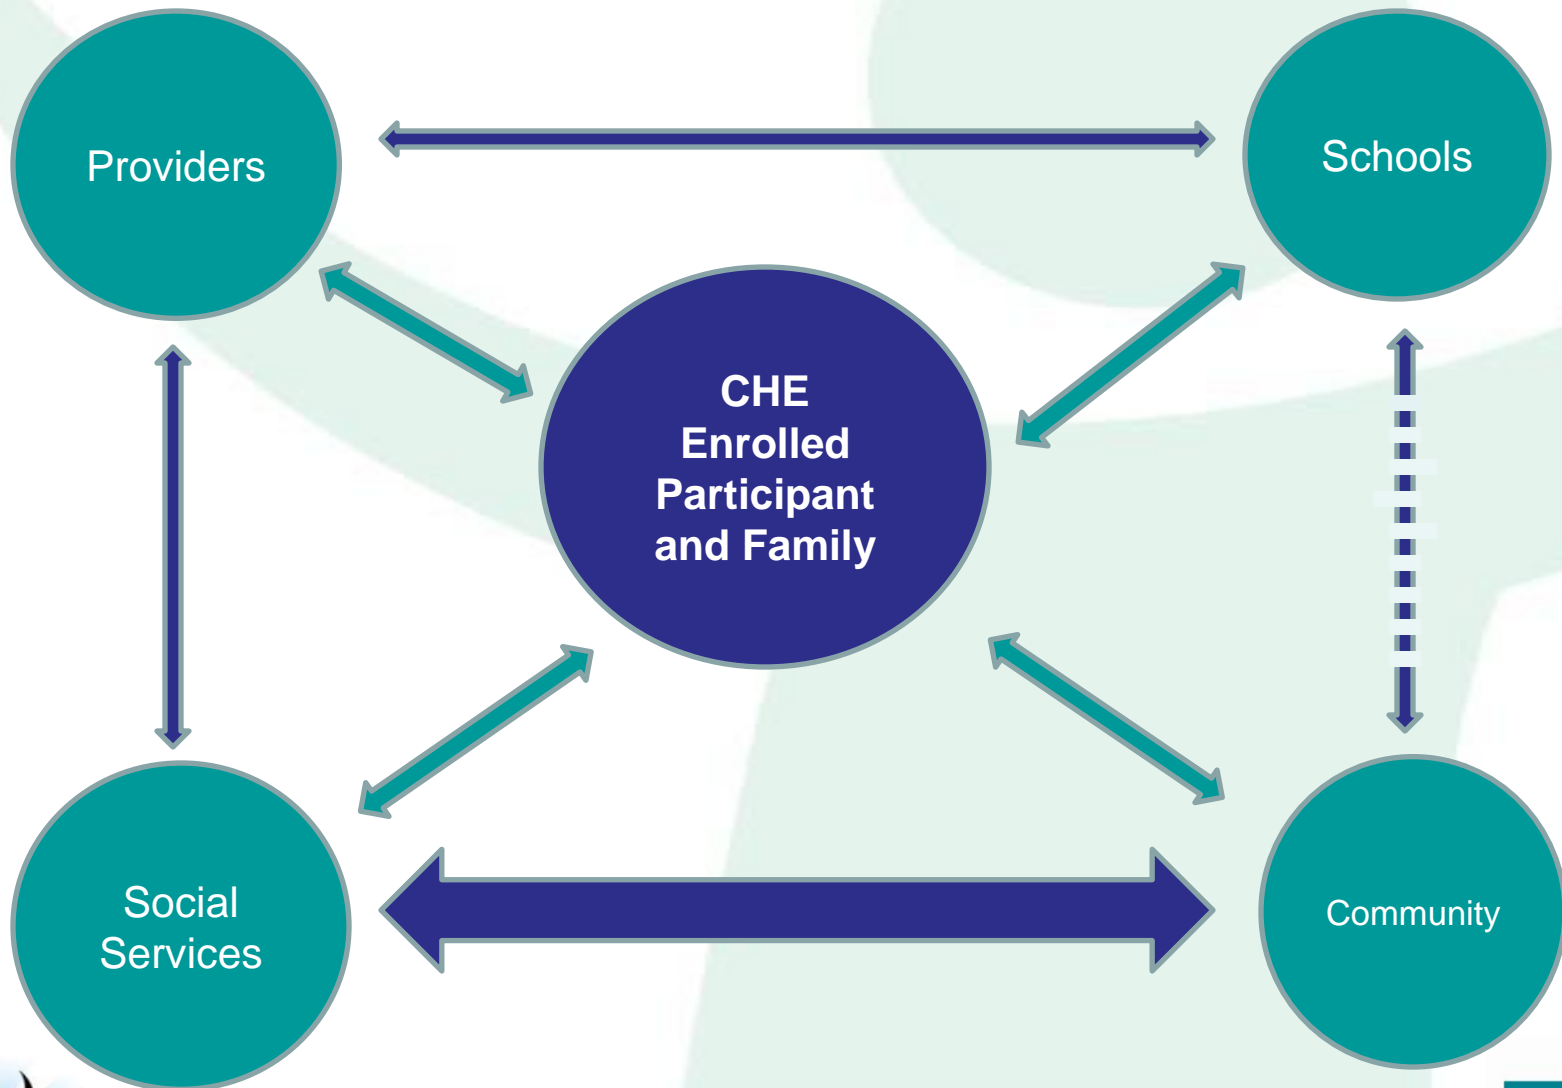 Providers
Schools
CHE
Enrolled
Participant
and Family
Social
Services
Community